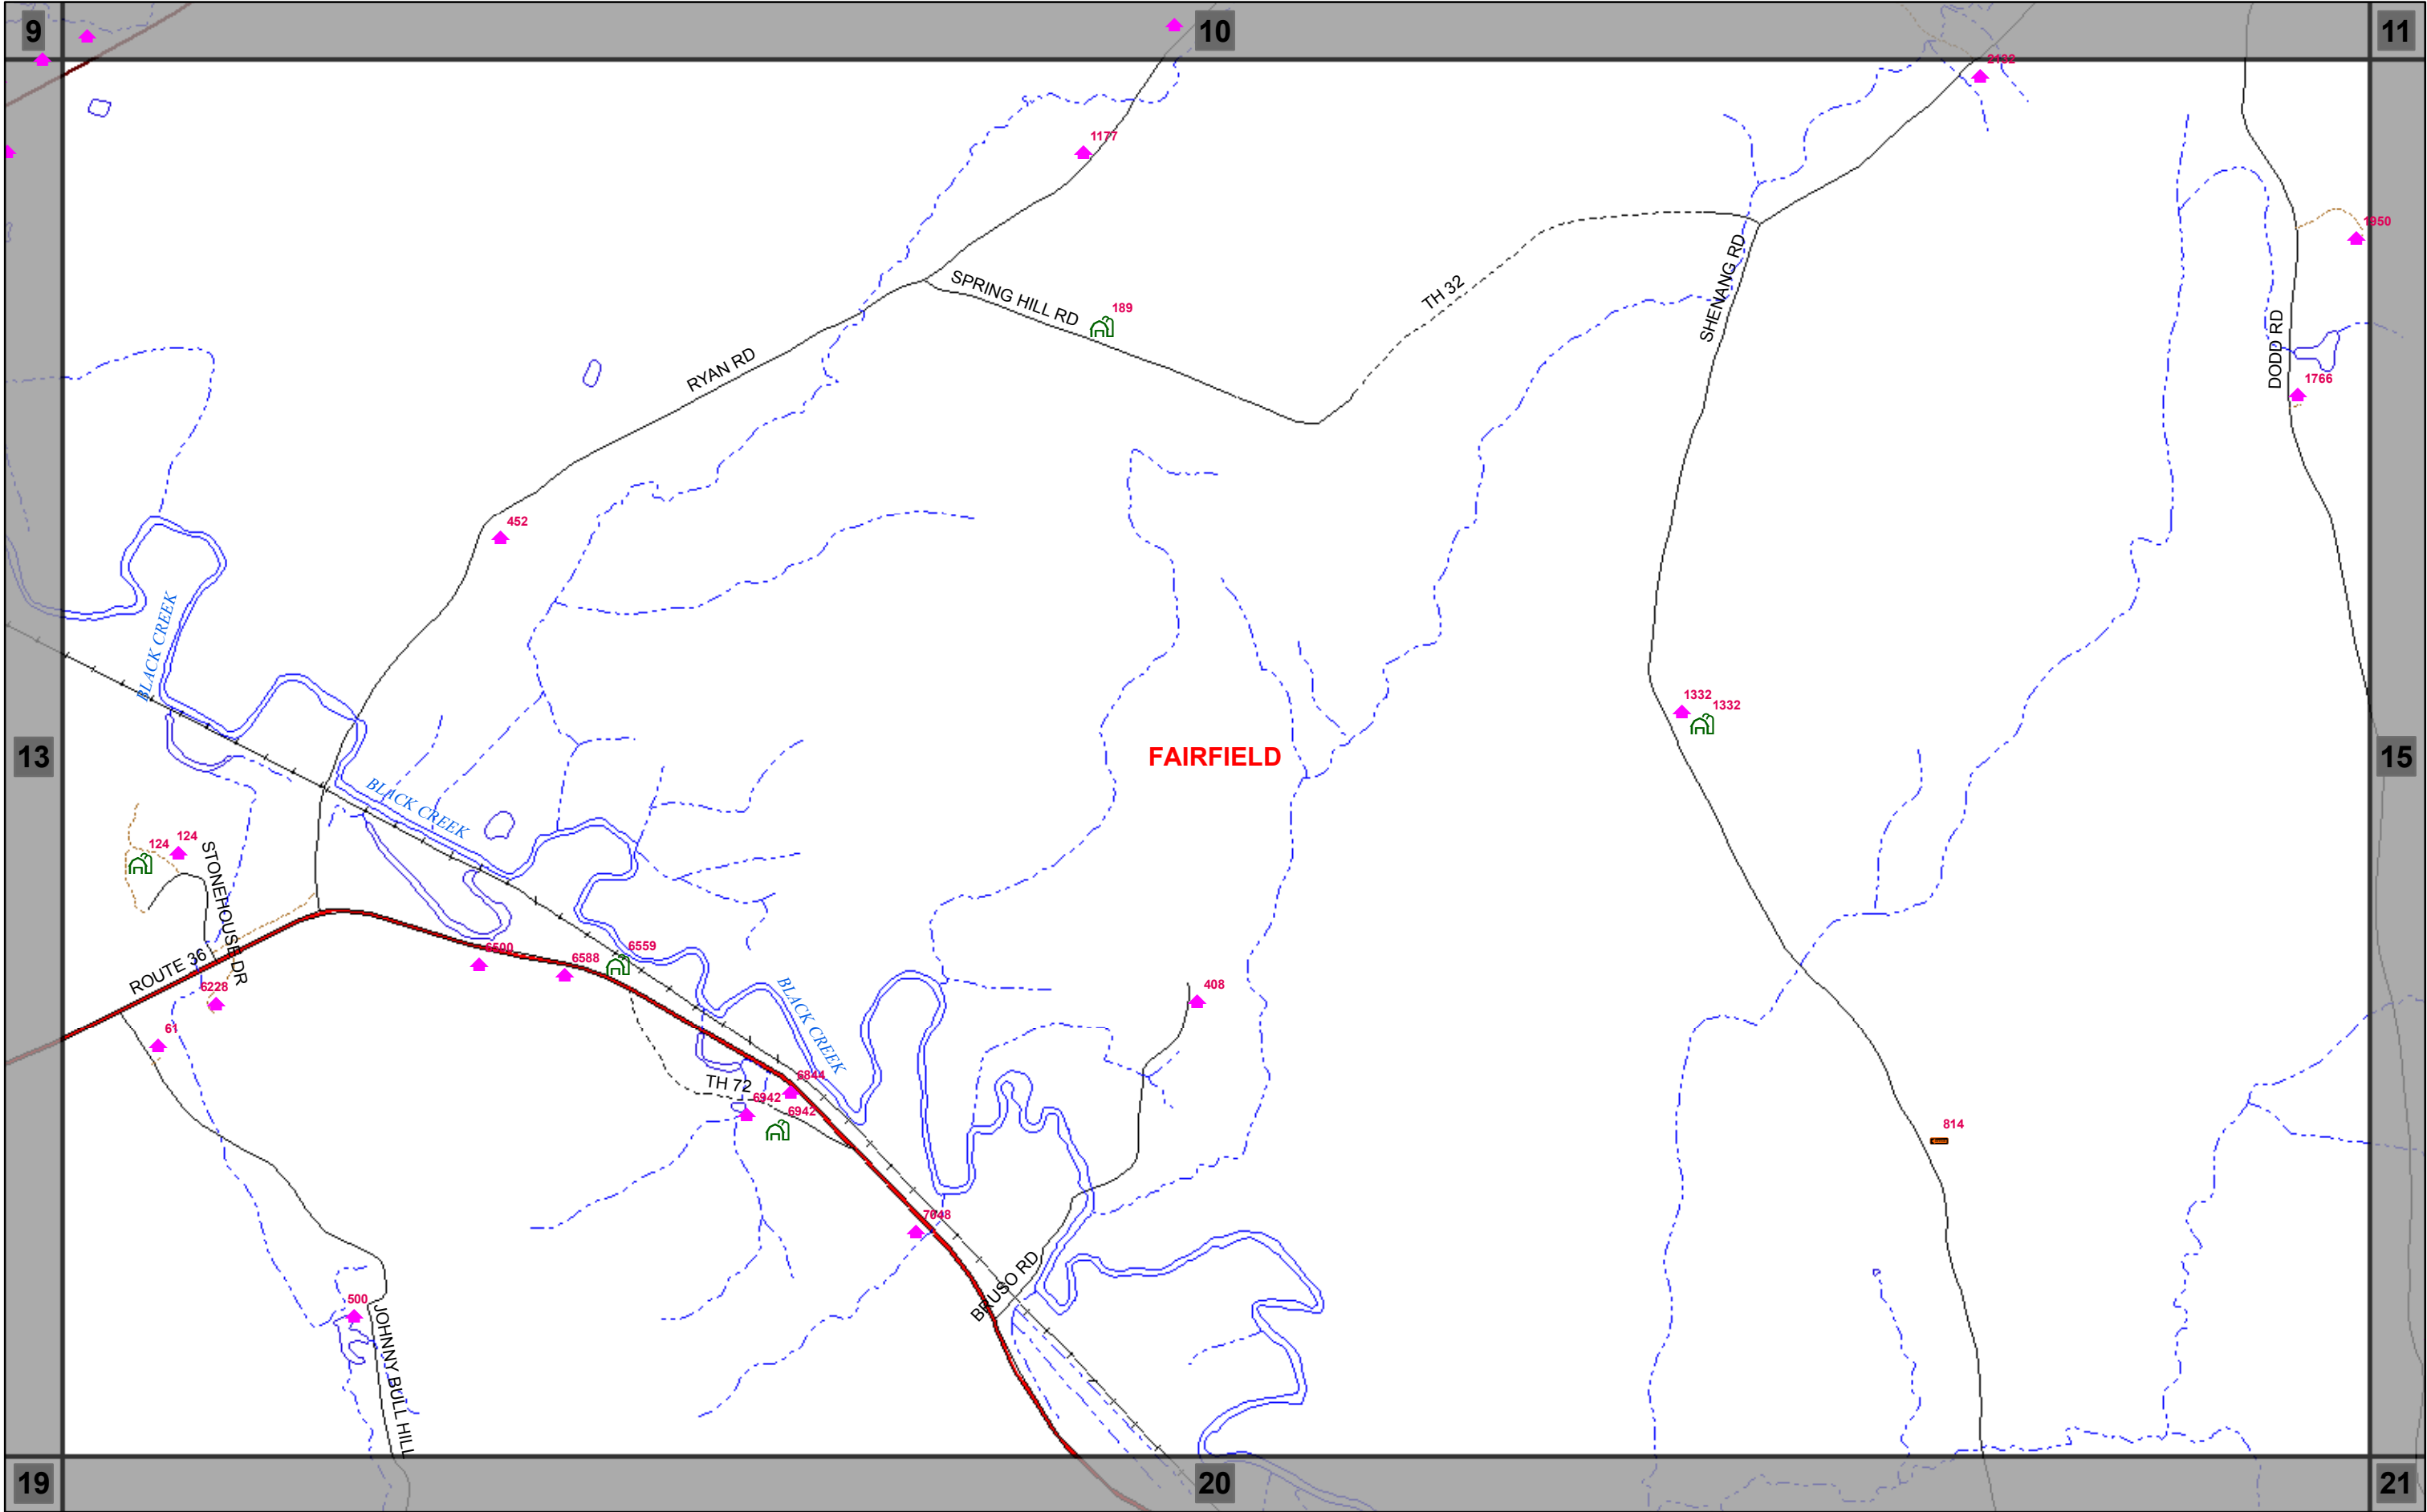 9
10
11
2132
1177
1950
SHENANG RD
SPRING HILL RD
189
TH 32
DODD RD
RYAN RD
1766
452
BLACK CREEK
1332
1332
FAIRFIELD
13
15
BLACK CREEK
124
124
STONEHOUSE DR
6559
6588
ROUTE 36
6228
BLACK CREEK
408
61
TH 72
6844
6942
6942
814
7048
BRUSO RD
500
JOHNNY BULL HILL
19
20
21